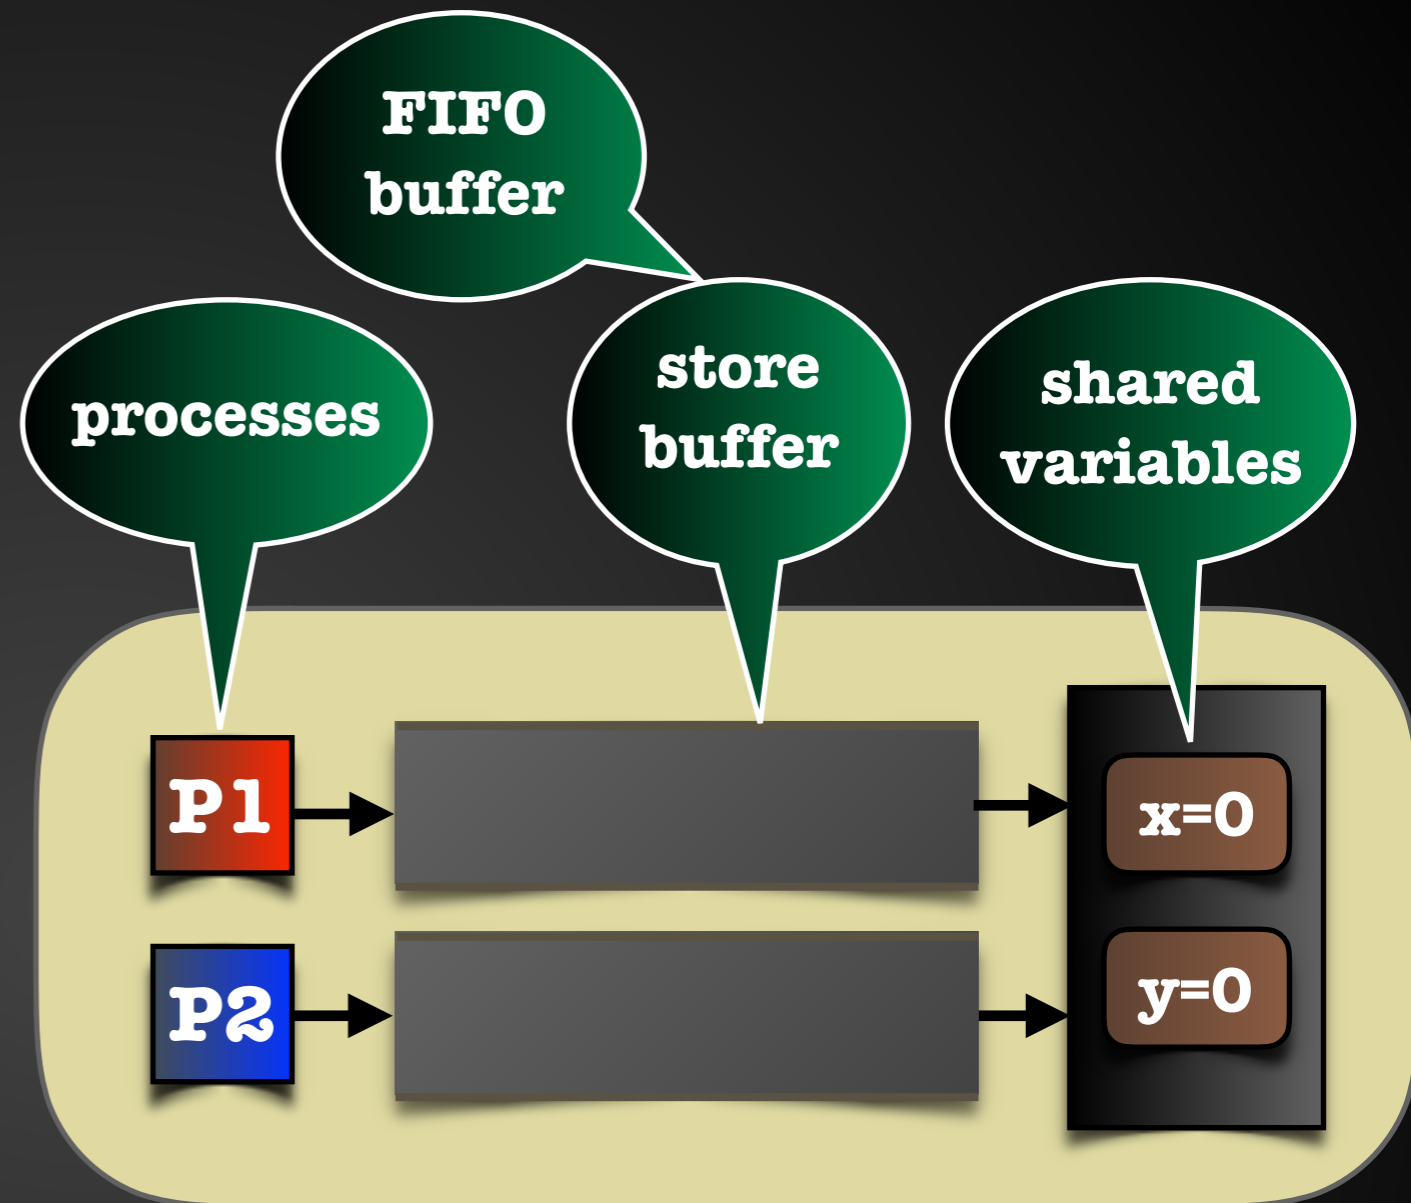 FIFO
buffer
processes
store
buffer
shared
variables
P1
x=0
P2
y=0